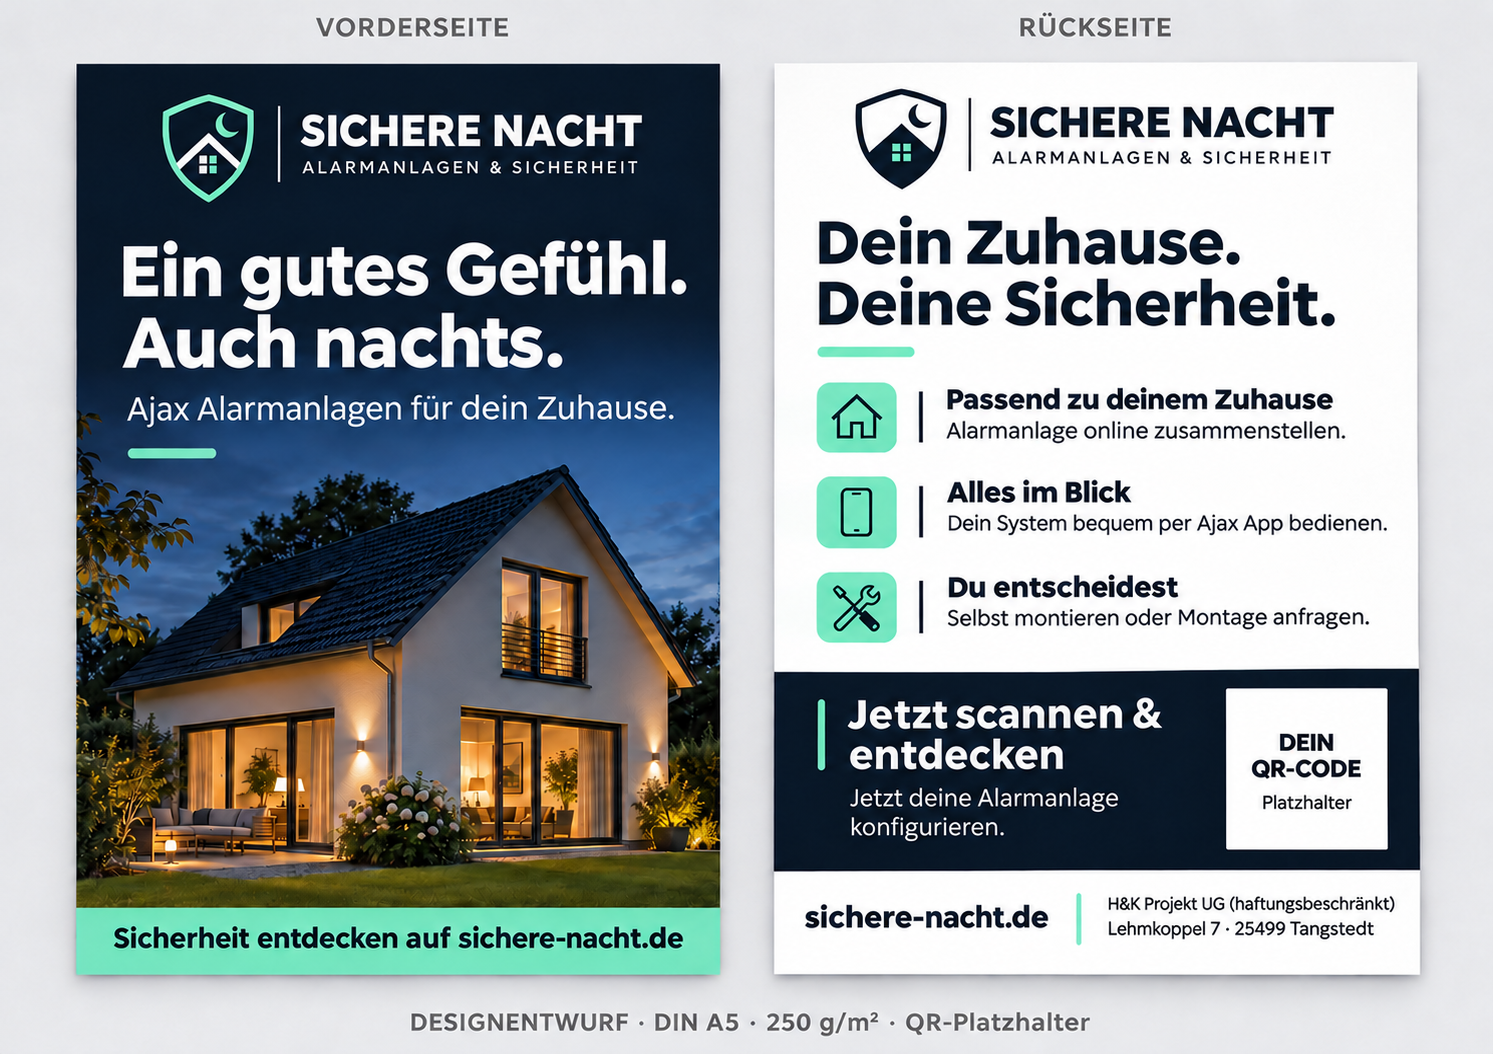 VORDERSEITE
SICHERE NACHT
ALARMANLAGEN & SICHERHEIT
Ein gutes Gefühl.
Auch nachts.
Ajax Alarmanlagen für dein Zuhause.
Sicherheit entdecken auf sichere-nacht.de
RÜCKSEITE
SICHERE NACHT
ALARMANLAGEN & SICHERHEIT
Dein Zuhause.
Deine Sicherheit.
Passend zu deinem Zuhause
Alarmanlage online zusammenstellen.
Alles im Blick
Dein System bequem per Ajax App bedienen.
Du entscheidest
Selbst montieren oder Montage anfragen.
Jetzt scannen &
entdecken
Jetzt deine Alarmanlage
konfigurieren.
DEIN
QR-CODE
Platzhalter
sichere-nacht.de
H&K Projekt UG (haftungsbeschränkt)
Lehmkoppel 7 · 25499 Tangstedt
DESIGNENTWURF · DIN A5 · 250 g/m² · QR-Platzhalter